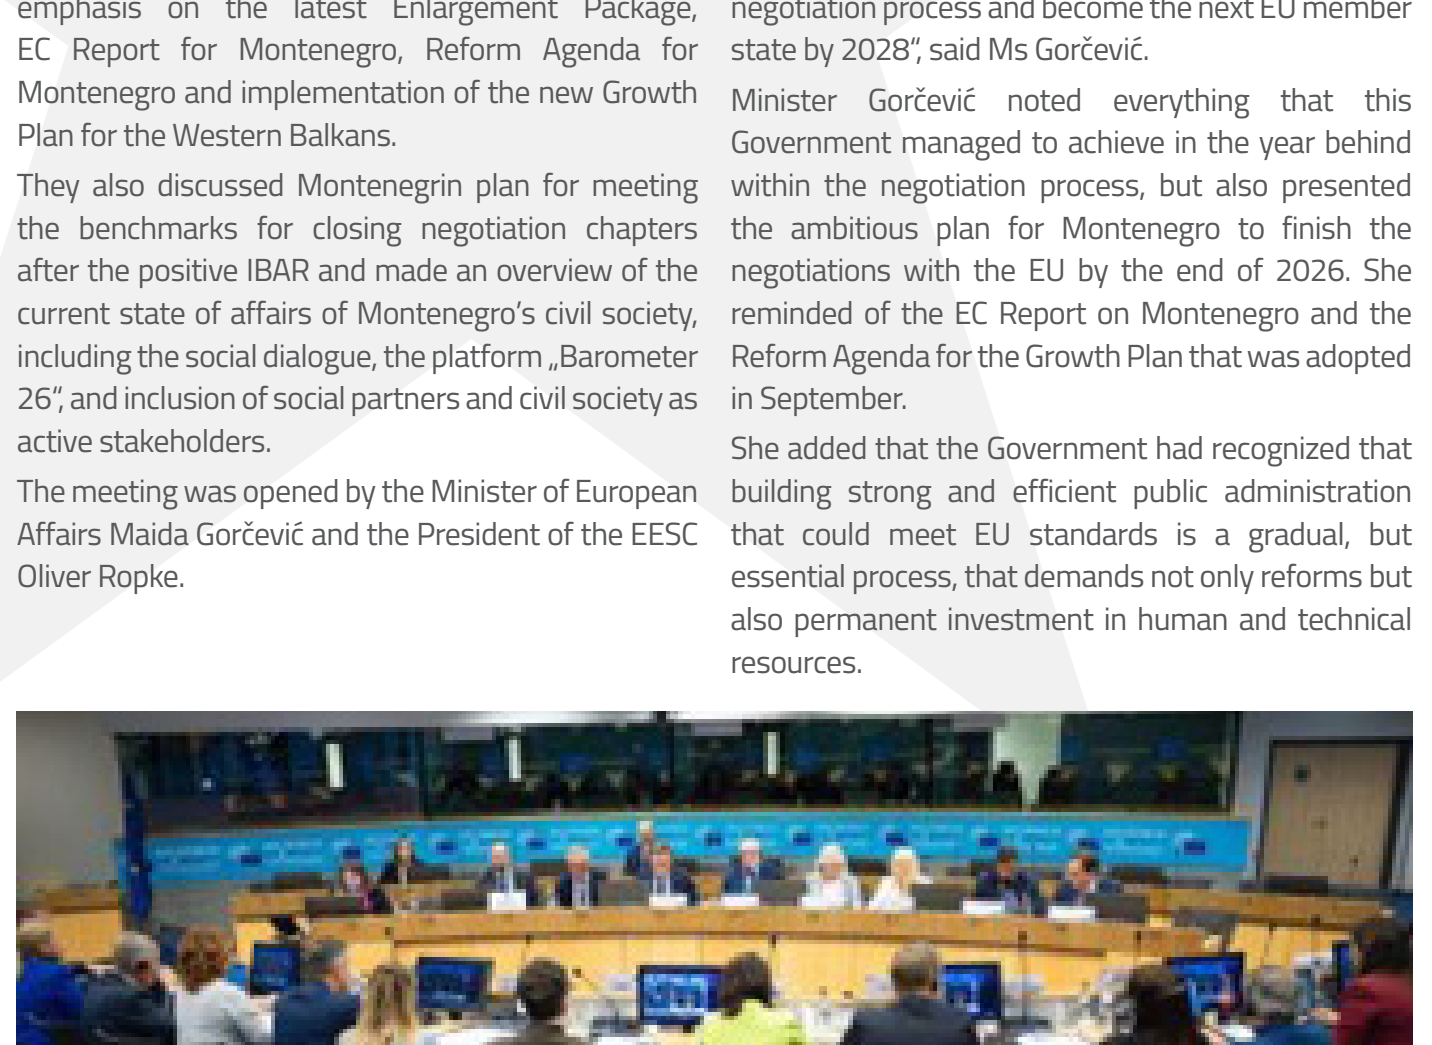 emphasis on the latest Enlargement Package,
EC Report for Montenegro, Reform Agenda for
Montenegro and implementation of the new Growth
Plan for the Western Balkans.
They also discussed Montenegrin plan for meeting
the benchmarks for closing negotiation chapters
after the positive IBAR and made an overview of the
current state of affairs of Montenegro’s civil society,
including the social dialogue, the platform „Barometer
26“, and inclusion of social partners and civil society as
active stakeholders.
The meeting was opened by the Minister of European
Affairs Maida Gorčević and the President of the EESC
Oliver Ropke.
negotiation process and become the next EU member
state by 2028“, said Ms Gorčević.
Minister Gorčević noted everything that this
Government managed to achieve in the year behind
within the negotiation process, but also presented
the ambitious plan for Montenegro to finish the
negotiations with the EU by the end of 2026. She
reminded of the EC Report on Montenegro and the
Reform Agenda for the Growth Plan that was adopted
in September.
She added that the Government had recognized that
building strong and efficient public administration
that could meet EU standards is a gradual, but
essential process, that demands not only reforms but
also permanent investment in human and technical
resources.